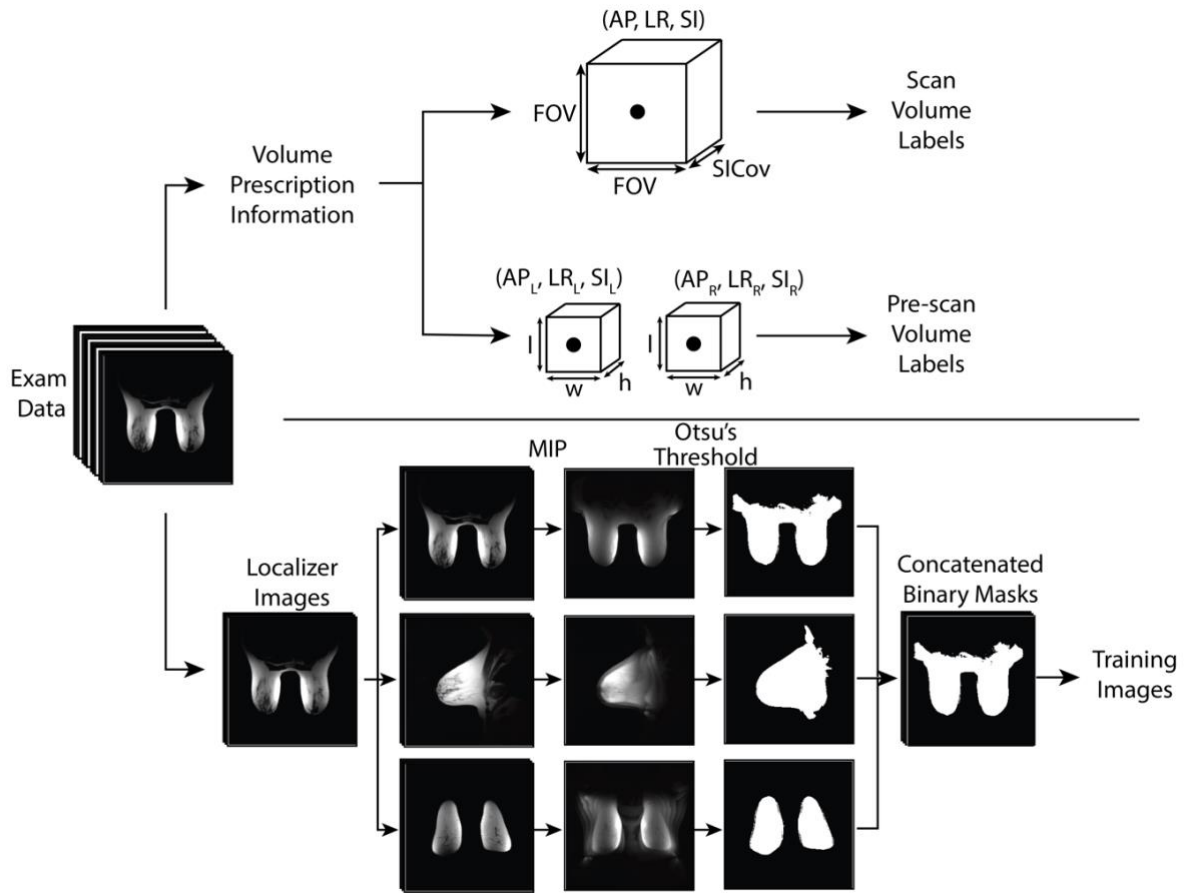 (AP, LR, SI)
FOV
FOV
SICov
Scan
Volume
Labels
Volume
Prescription
Information
(AP_L, LR_L, SI_L)
(AP_R, LR_R, SI_R)
l
w
h
l
w
h
Pre-scan
Volume
Labels
Exam
Data
MIP
Otsu's
Threshold
Localizer
Images
Concatenated
Binary Masks
Training
Images